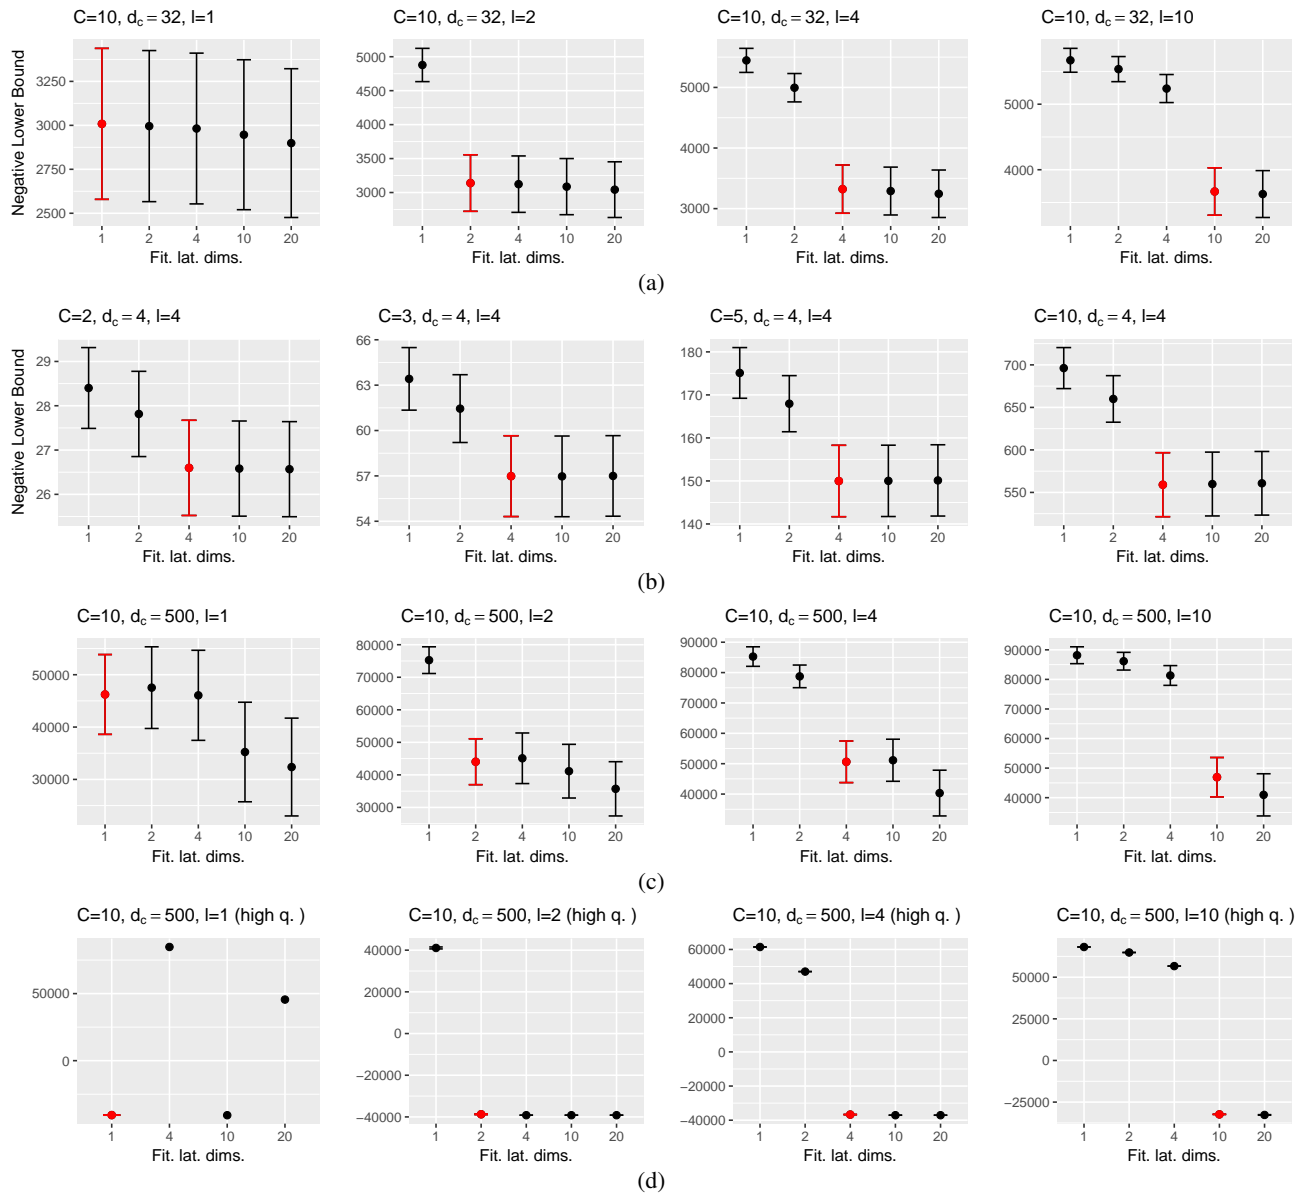 C=10, dc = 32, l=1
C=10, dc = 32, l=2
C=10, dc = 32, l=4
C=10, dc = 32, l=10
Negative Lower Bound
3250
3000
2750
2500
1 2 4 10 20
Fit. lat. dims.
5000
4500
4000
3500
3000
1 2 4 10 20
Fit. lat. dims.
5000
4000
3000
1 2 4 10 20
Fit. lat. dims.
5000
4000
1 2 4 10 20
Fit. lat. dims.
(a)
C=2, dc = 4, l=4
C=3, dc = 4, l=4
C=5, dc = 4, l=4
C=10, dc = 4, l=4
Negative Lower Bound
29
28
27
26
1 2 4 10 20
Fit. lat. dims.
66
63
60
57
54
1 2 4 10 20
Fit. lat. dims.
180
170
160
150
140
1 2 4 10 20
Fit. lat. dims.
700
650
600
550
1 2 4 10 20
Fit. lat. dims.
(b)
C=10, dc = 500, l=1
C=10, dc = 500, l=2
C=10, dc = 500, l=4
C=10, dc = 500, l=10
50000
40000
30000
1 2 4 10 20
Fit. lat. dims.
80000
70000
60000
50000
40000
30000
1 2 4 10 20
Fit. lat. dims.
90000
80000
70000
60000
50000
40000
1 2 4 10 20
Fit. lat. dims.
90000
80000
70000
60000
50000
40000
1 2 4 10 20
Fit. lat. dims.
(c)
C=10, dc = 500, l=1 (high q. )
C=10, dc = 500, l=2 (high q. )
C=10, dc = 500, l=4 (high q. )
C=10, dc = 500, l=10 (high q. )
50000
0
1 4 10 20
Fit. lat. dims.
40000
20000
0
−20000
−40000
1 2 4 10 20
Fit. lat. dims.
60000
40000
20000
0
−20000
−40000
1 2 4 10 20
Fit. lat. dims.
50000
25000
0
−25000
1 2 4 10 20
Fit. lat. dims.
(d)